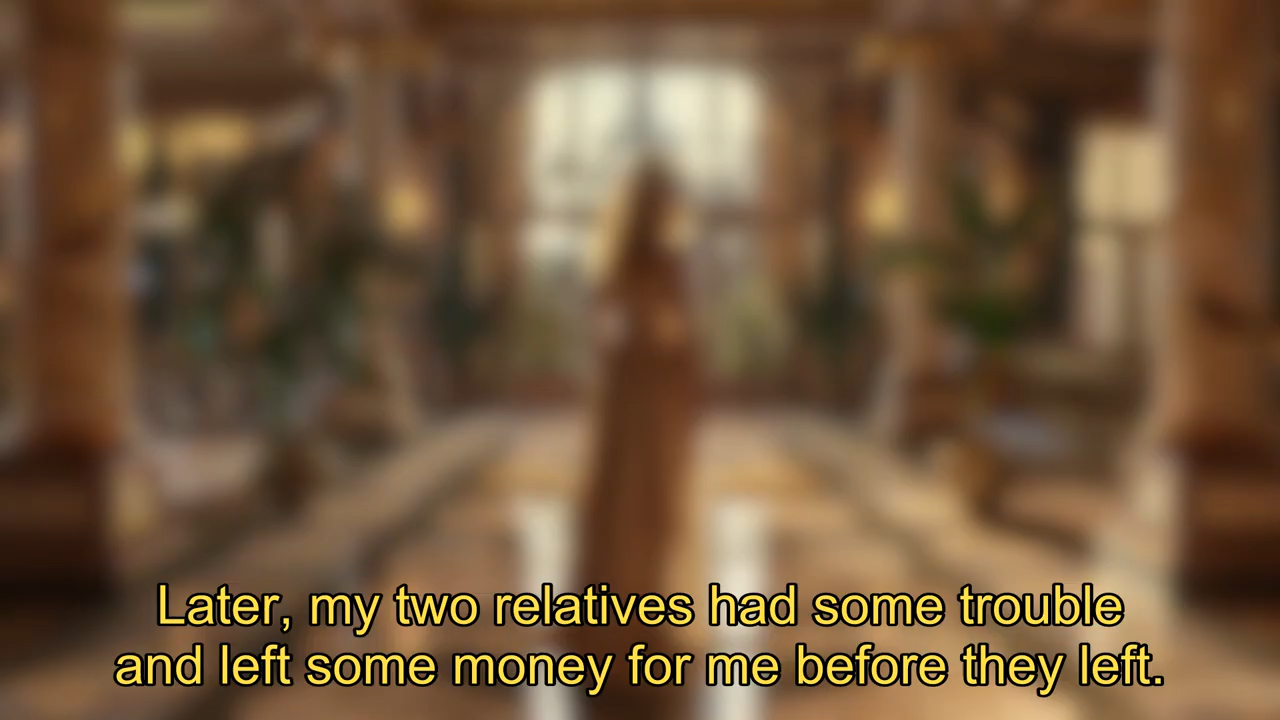 Later, my two relatives had some trouble
and left some money for me before they left.